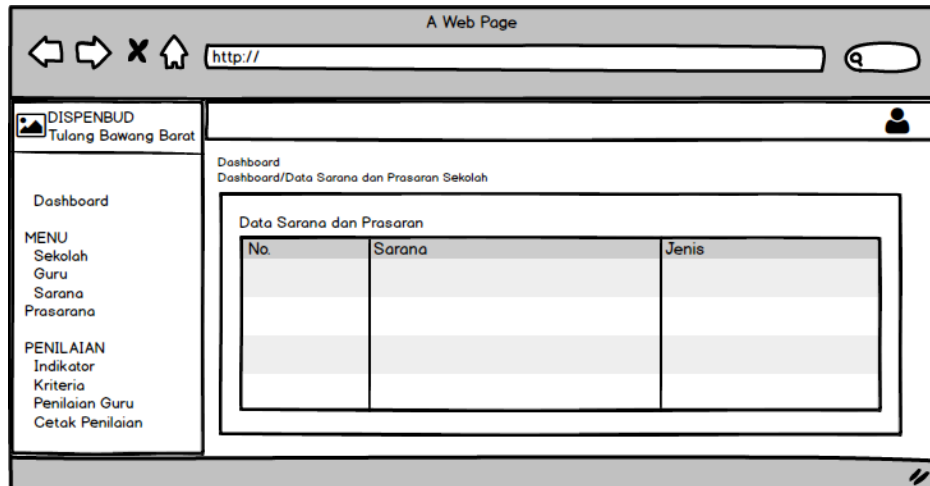 A Web Page
http://
DISPENBUD
Tulang Bawang Barat
Dashboard
MENU
Sekolah
Guru
Sarana
Prasarana
PENILAIAN
Indikator
Kriteria
Penilaian Guru
Cetak Penilaian
Dashboard
Dashboard/Data Sarana dan Prasaran Sekolah
Data Sarana dan Prasaran
No. Sarana Jenis